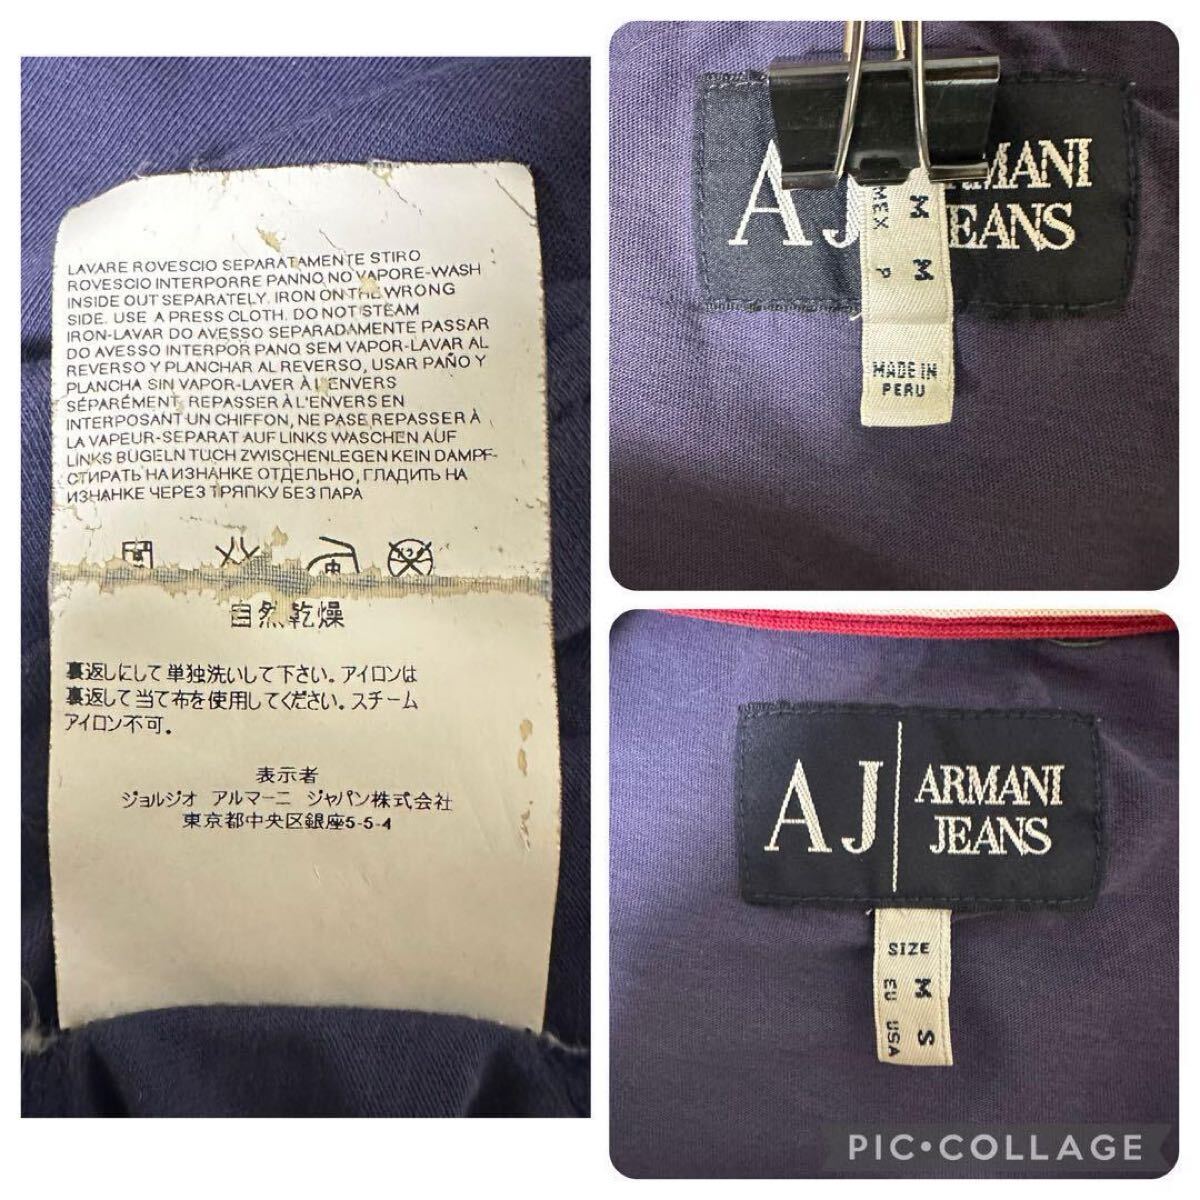 LAVARE ROVESCIO SEPARATAMENTE STIRO
ROVESCIO INTERPORRE PANNO NO VAPORE-WASH
INSIDE OUT SEPARATELY. IRON ON THE WRONG
SIDE. USE A PRESS CLOTH. DO NOT STEAM
IRON-LAVAR DO AVESSO SEPARADAMENTE PASSAR
DO AVESSO INTERPOR PANO SEM VAPOR-LAVAR AL
REVERSO Y PLANCHAR AL REVERSO, USAR PAÑO Y
PLANCHA SIN VAPOR-LAVER À L'ENVERS
SÉPARÉMENT, REPASSER À L'ENVERS EN
INTERPOSANT UN CHIFFON, NE PASE REPASSER À
LA VAPEUR-SEPARAT AUF LINKS WASCHEN AUF
LINKS BÜGELN TUCH ZWISCHENLEGEN KEIN DAMPF-
СТИРАТЬ НА ИЗНАНКЕ ОТДЕЛЬНО, ГЛАДИТЬ НА
ИЗНАНКЕ ЧЕРЕЗ ТРЯПКУ БЕЗ ПАРА
中
自然乾燥
裏返しにして単独洗いして下さい。アイロンは
裏返して当て布を使用してください。スチーム
アイロン不可。
表示者
ジョルジオ アルマーニ ジャパン株式会社
東京都中央区銀座5-5-4
AJ
MANI
EANS
M M
MEX P
MADE IN
PERU
AJ
ARMANI
JEANS
SIZE
M S
EU USA
PIC•COLLAGE